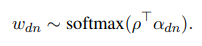 w_{dn} ∼ softmax(ρ^⊤ α_{dn}).